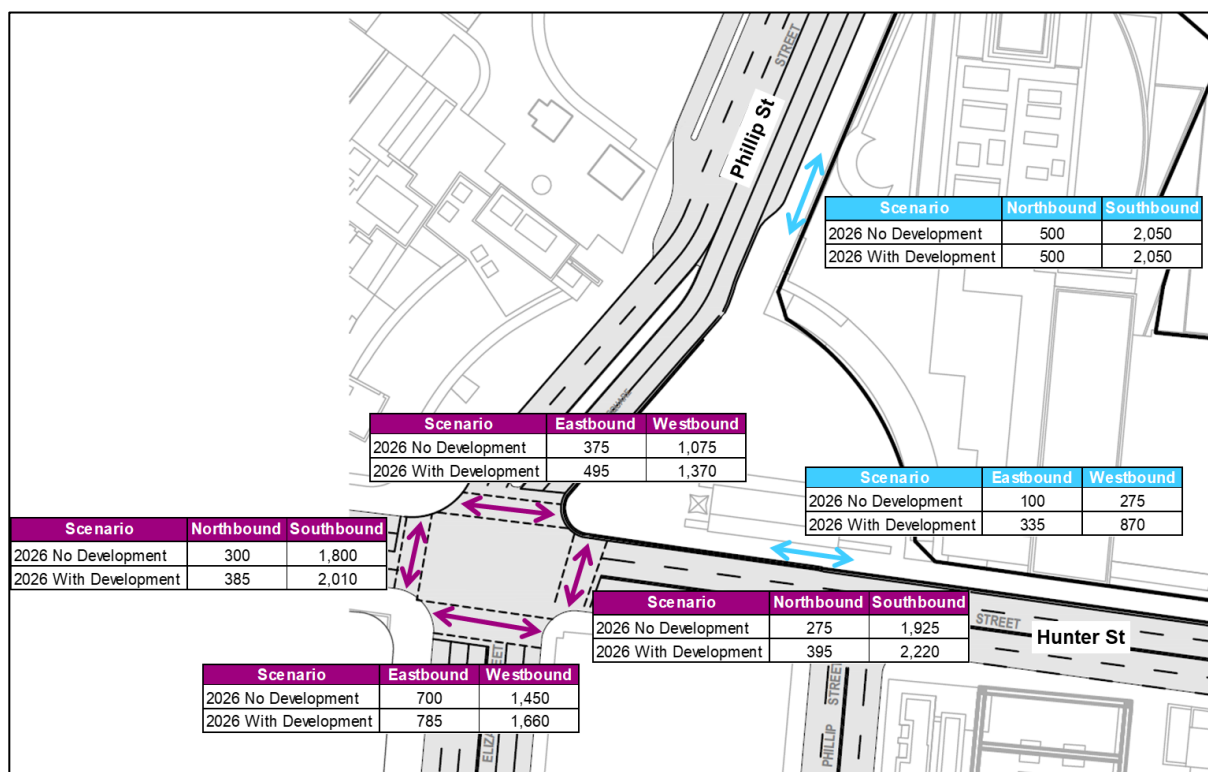 STREET
Phillip St
Scenario Northbound Southbound
2026 No Development 500 2,050
2026 With Development 500 2,050
Scenario Eastbound Westbound
2026 No Development 375 1,075
2026 With Development 495 1,370
Scenario Eastbound Westbound
2026 No Development 100 275
2026 With Development 335 870
Scenario Northbound Southbound
2026 No Development 300 1,800
2026 With Development 385 2,010
Scenario Northbound Southbound
2026 No Development 275 1,925
2026 With Development 395 2,220
STREET
Hunter St
Scenario Eastbound Westbound
2026 No Development 700 1,450
2026 With Development 785 1,660
PHILLIP STREET